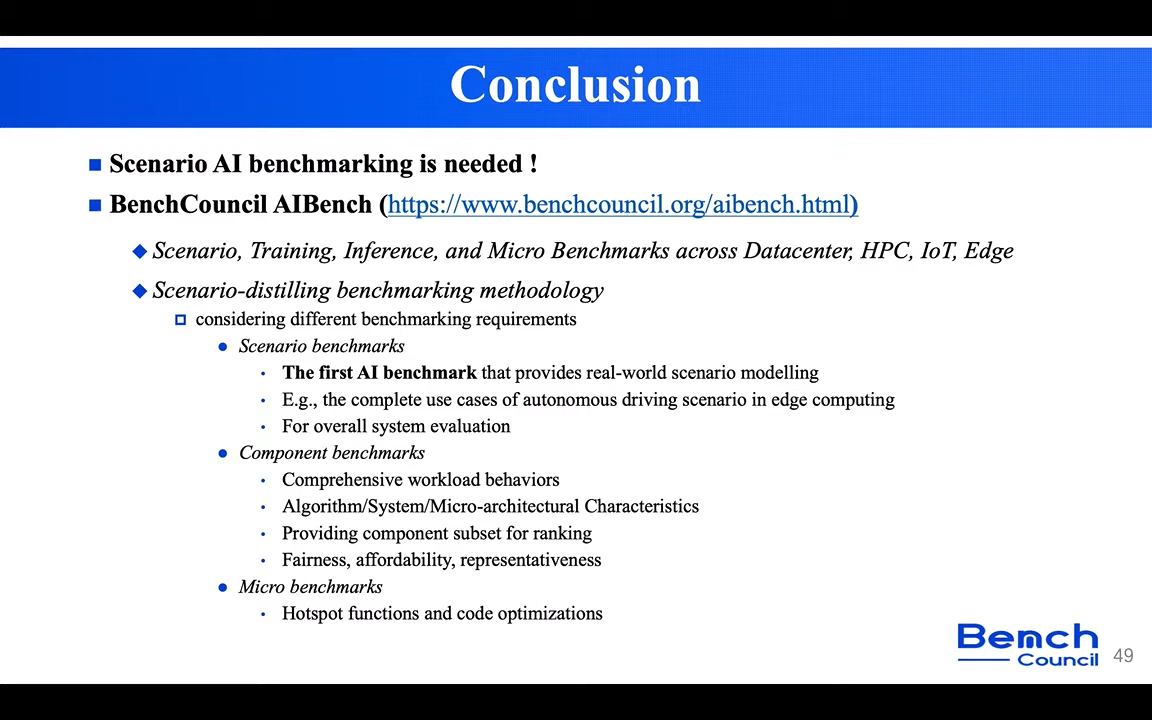 Conclusion
Scenario AI benchmarking is needed !
BenchCouncil AIBench (https://www.benchcouncil.org/aibench.html)
Scenario, Training, Inference, and Micro Benchmarks across Datacenter, HPC, IoT, Edge
Scenario-distilling benchmarking methodology
considering different benchmarking requirements
Scenario benchmarks
The first AI benchmark that provides real-world scenario modelling
E.g., the complete use cases of autonomous driving scenario in edge computing
For overall system evaluation
Component benchmarks
Comprehensive workload behaviors
Algorithm/System/Micro-architectural Characteristics
Providing component subset for ranking
Fairness, affordability, representativeness
Micro benchmarks
Hotspot functions and code optimizations
Bench
Council
49